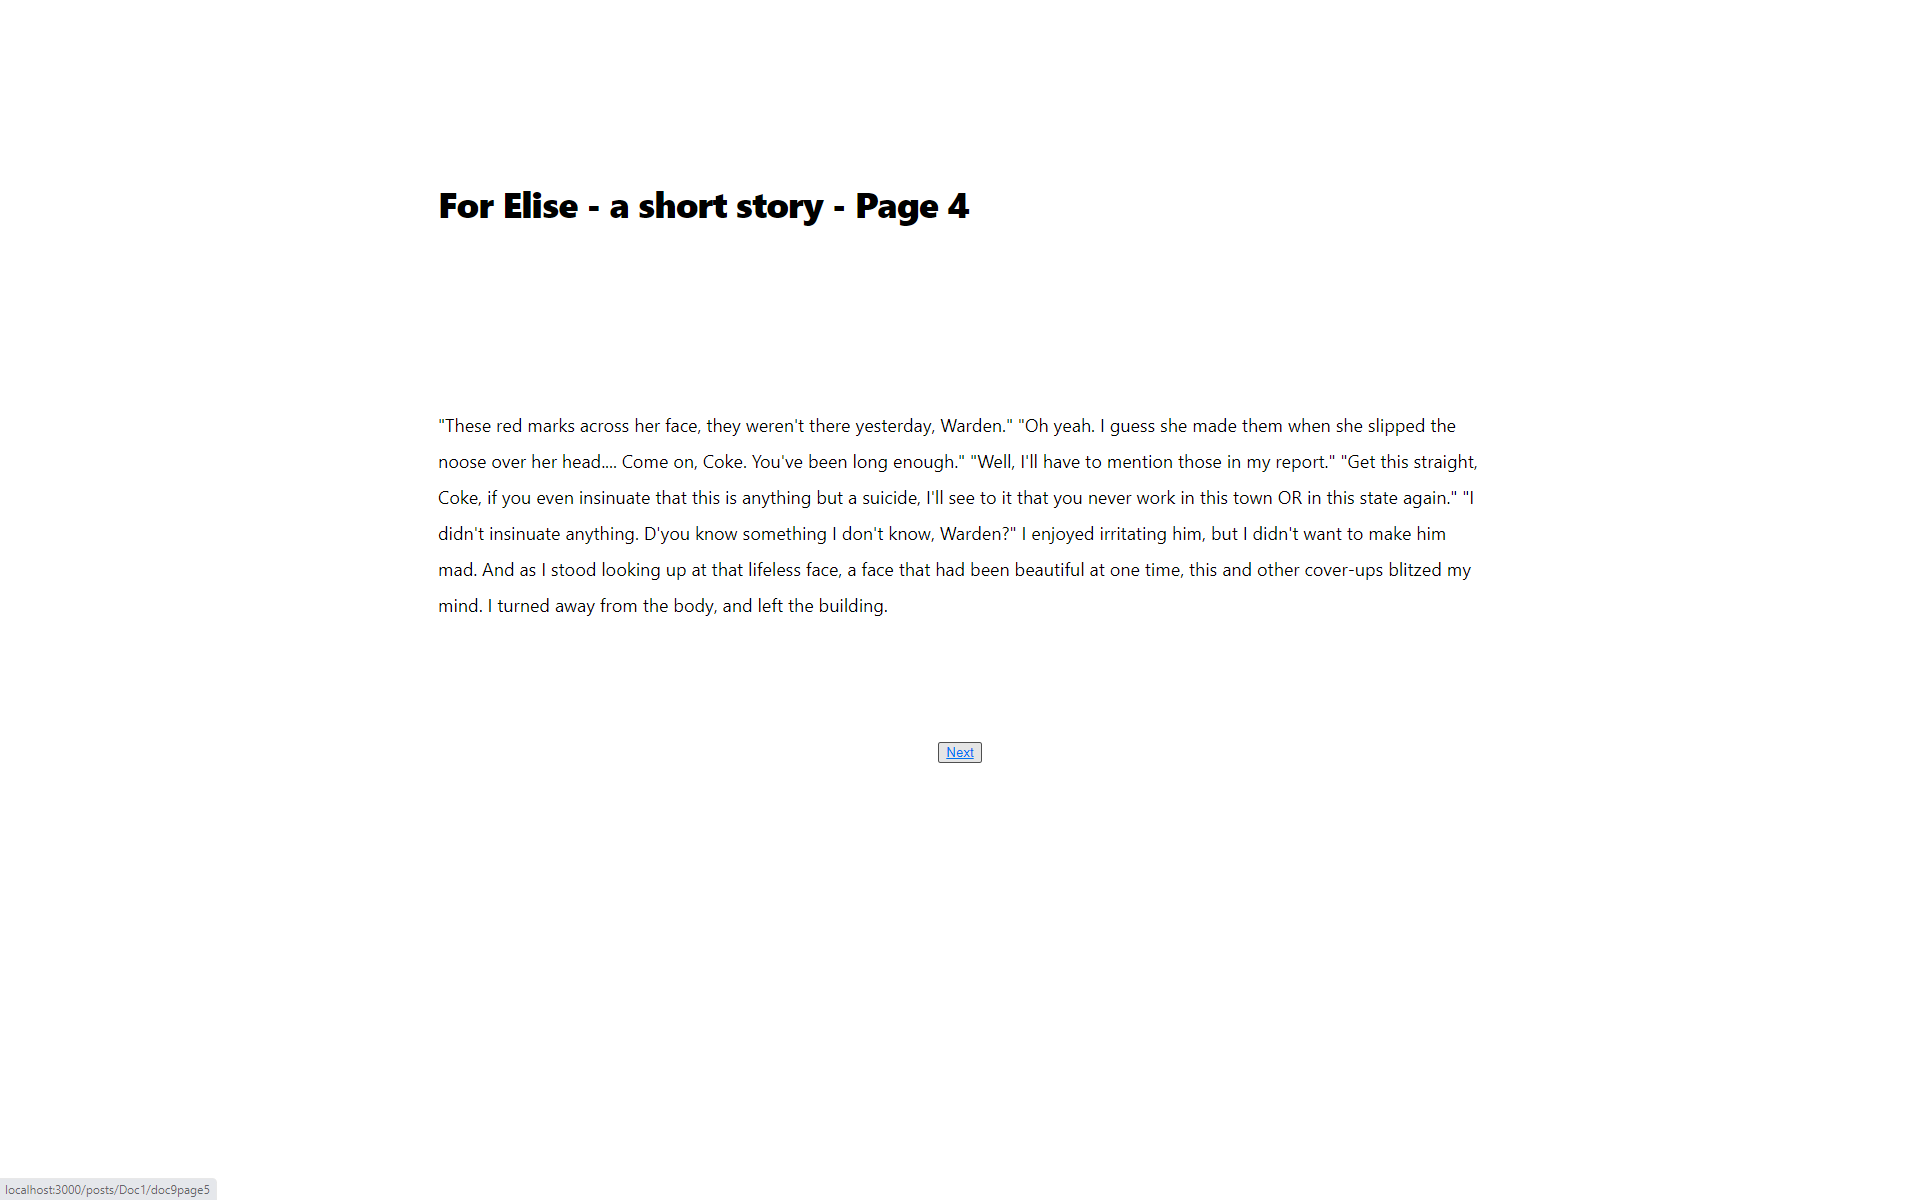 For Elise - a short story - Page 4
"These red marks across her face, they weren't there yesterday, Warden." "Oh yeah. I guess she made them when she slipped the
noose over her head.... Come on, Coke. You've been long enough." "Well, I'll have to mention those in my report." "Get this straight,
Coke, if you even insinuate that this is anything but a suicide, I'll see to it that you never work in this town OR in this state again." "I
didn't insinuate anything. D'you know something I don't know, Warden?" I enjoyed irritating him, but I didn't want to make him
mad. And as I stood looking up at that lifeless face, a face that had been beautiful at one time, this and other cover-ups blitzed my
mind. I turned away from the body, and left the building.
Next
localhost:3000/posts/Doc1/doc9page5